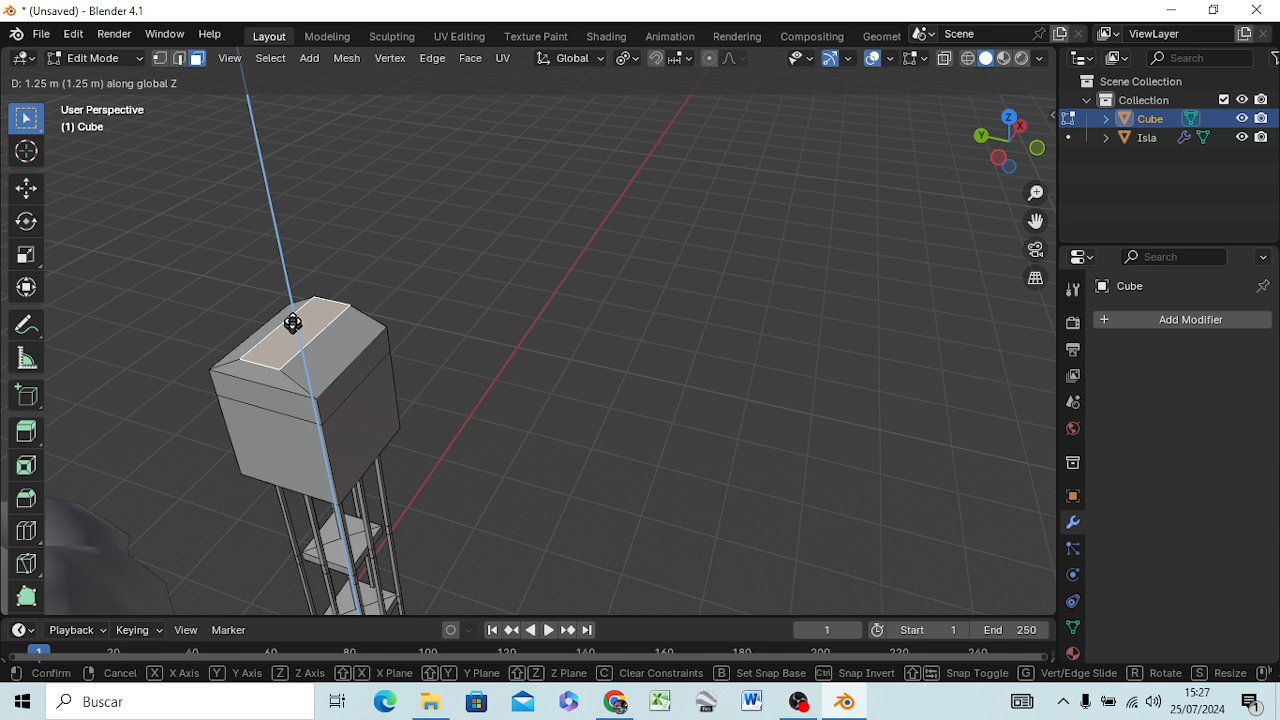 * (Unsaved) - Blender 4.1
File Edit Render Window Help Layout Modeling Sculpting UV Editing Texture Paint Shading Animation Rendering Compositing Geomet Scene ViewLayer
Edit Mode View Select Add Mesh Vertex Edge Face UV Global Search
D: 1.25 m (1.25 m) along global Z
User Perspective
(1) Cube
Z
X
Y
Scene Collection
Collection
Cube
Isla
Search
Cube
+ Add Modifier
Playback Keying View Marker 1 Start 1 End 250
1 20 40 60 80 100 120 140 160 180 200 220 240
Confirm Cancel X X Axis Y Y Axis Z Z Axis X X Plane Y Y Plane Z Z Plane C Clear Constraints B Set Snap Base Ctrl Snap Invert Snap Toggle G Vert/Edge Slide R Rotate S Resize
Buscar
15:27
25/07/2024
1